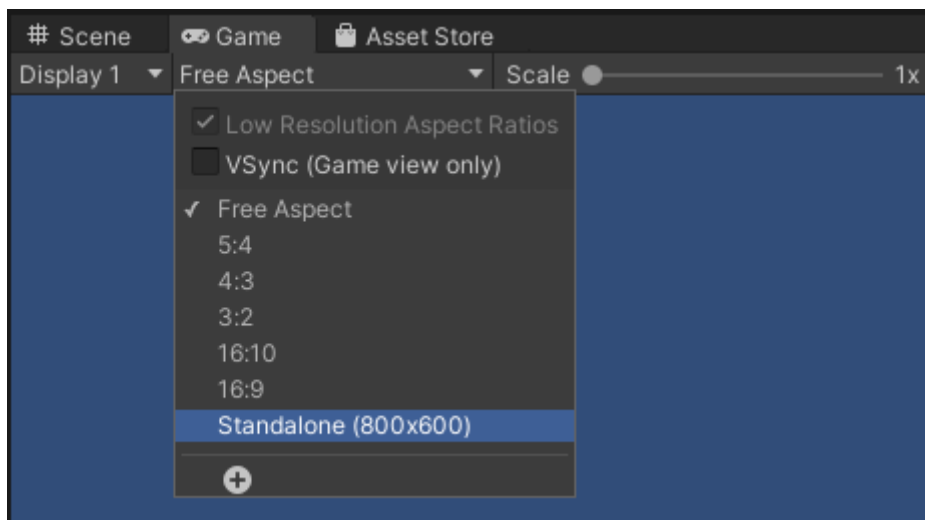 Scene Game Asset Store
Display 1 Free Aspect Scale 1x
Low Resolution Aspect Ratios
VSync (Game view only)
Free Aspect
5:4
4:3
3:2
16:10
16:9
Standalone (800x600)